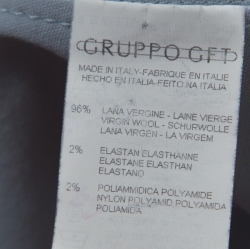 GRUPPO GFT
MADE IN ITALY-FABRIQUE EN ITALIE
HECHO EN ITALIA-FEITO NA ITALIA
96% LANA VERGINE - LAINE VIERGE
VIRGIN WOOL - SCHURWOLLE
LANA VIRGEN - LA VIRGEM
2% ELASTAN ELASTHANNE
ELASTANE ELASTHAN
ELASTANO
2% POLIAMMIDICA POLYAMIDE
NYLON POLYAMID POLYAMIDA
POLIAMIDA